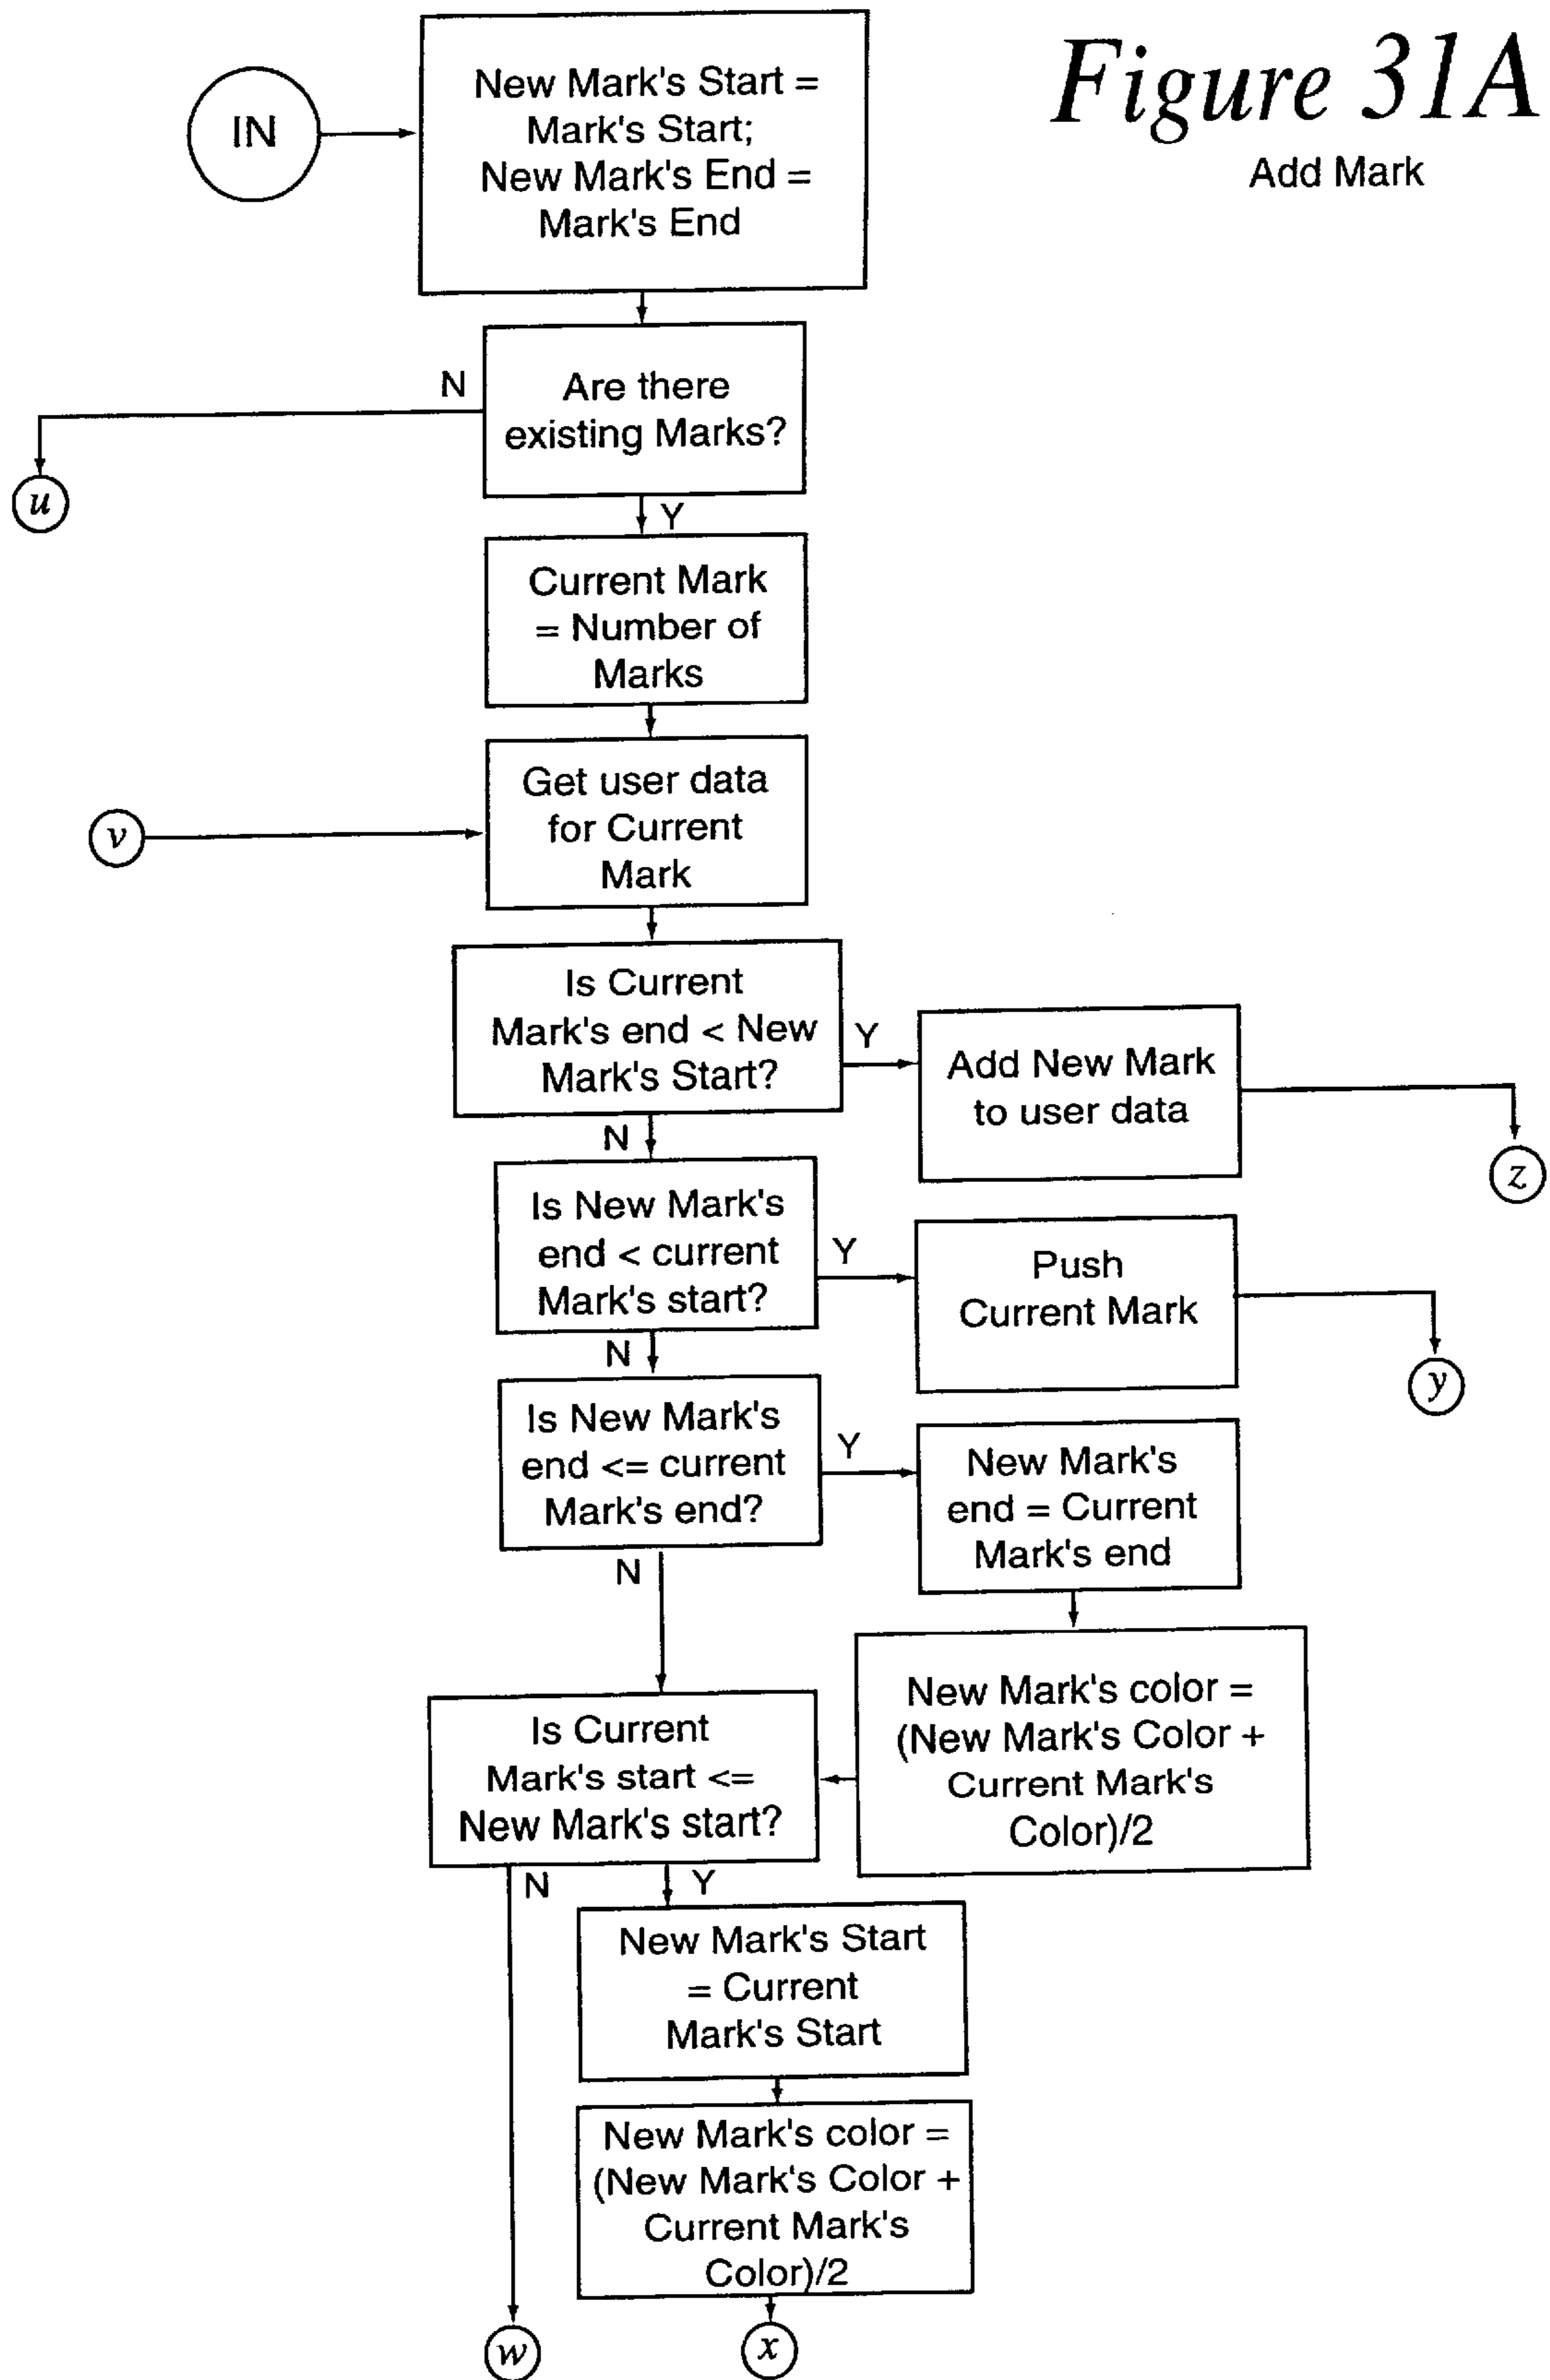 Figure 31A
Add Mark
IN
New Mark's Start =
Mark's Start;
New Mark's End =
Mark's End
N
Are there
existing Marks?
u
Y
Current Mark
= Number of
Marks
v
Get user data
for Current
Mark
Is Current
Mark's end < New
Mark's Start?
Y
Add New Mark
to user data
z
N
Is New Mark's
end < current
Mark's start?
Y
Push
Current Mark
y
N
Is New Mark's
end <= current
Mark's end?
Y
New Mark's
end = Current
Mark's end
N
New Mark's color =
(New Mark's Color +
Current Mark's
Color)/2
Is Current
Mark's start <=
New Mark's start?
N
Y
New Mark's Start
= Current
Mark's Start
New Mark's color =
(New Mark's Color +
Current Mark's
Color)/2
w
x